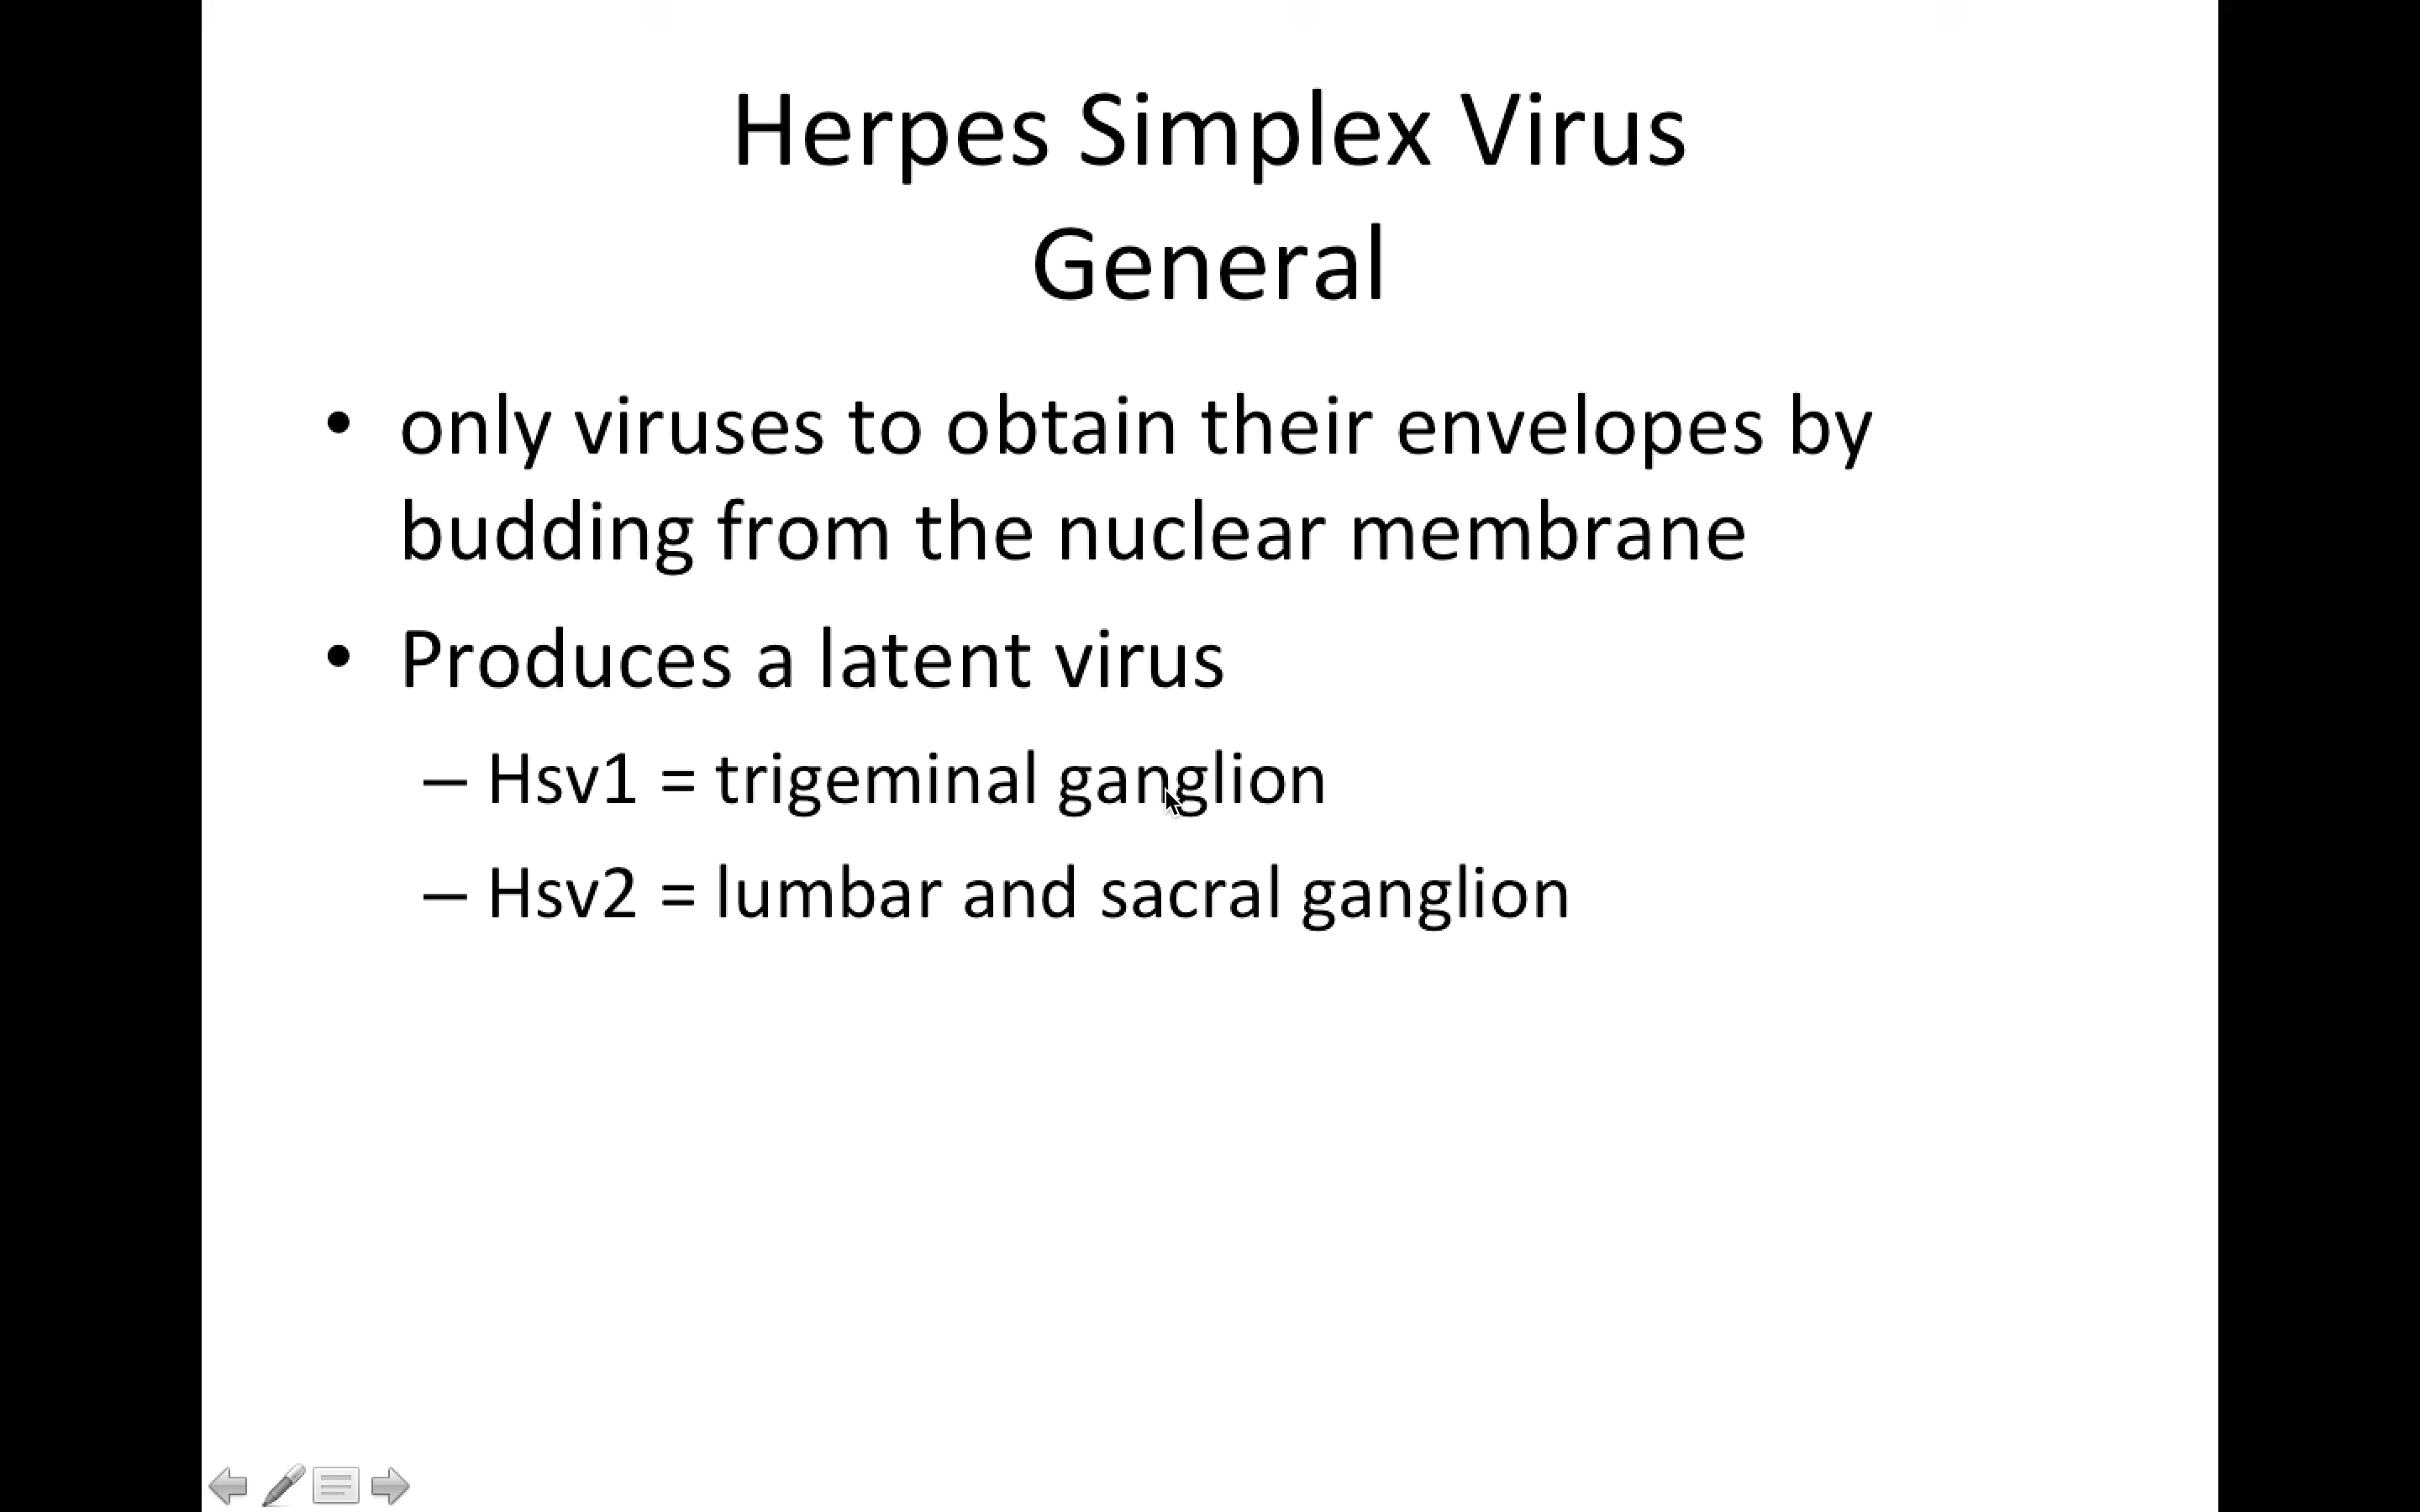 Herpes Simplex Virus
General
• only viruses to obtain their envelopes by
budding from the nuclear membrane
• Produces a latent virus
– Hsv1 = trigeminal ganglion
– Hsv2 = lumbar and sacral ganglion